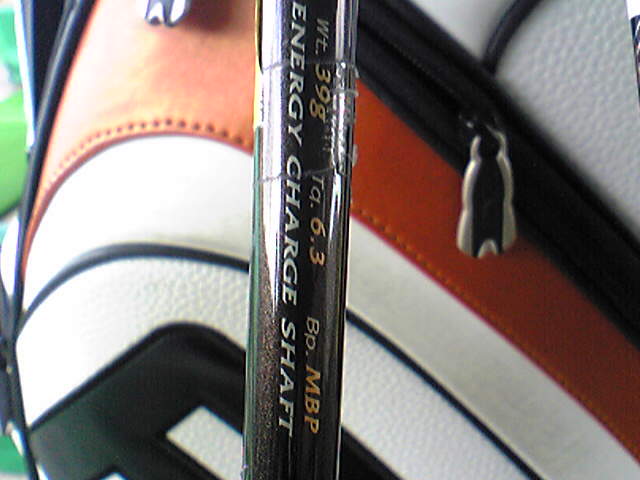 Wt. 39g Tq. 6.3 Bp. MBP
ENERGY CHARGE SHAFT